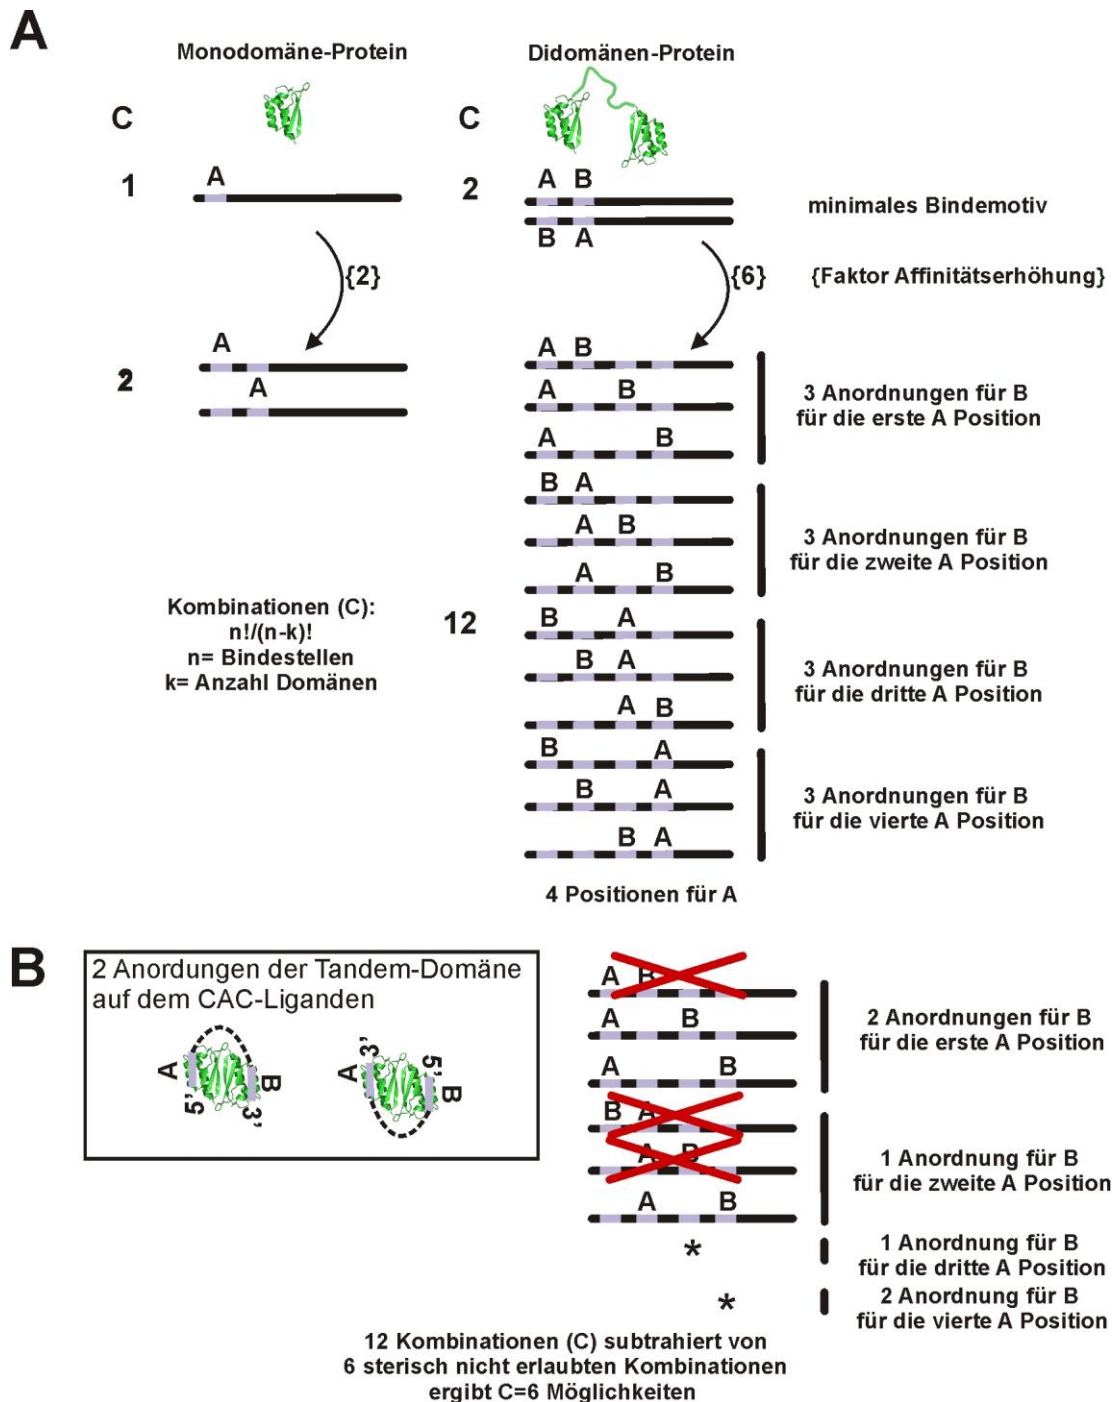 A
Monodomäne-Protein
Didomänen-Protein
C
C
1
A
2
A B
B A
minimales Bindemotiv
{2}
{6}
{Faktor Affinitätserhöhung}
2
A
A
A B
A B
A B
3 Anordnungen für B
für die erste A Position
B A
A B
A B
3 Anordnungen für B
für die zweite A Position
Kombinationen (C):
n!/(n-k)!
n= Bindestellen
k= Anzahl Domänen
12
B A
B A
A B
3 Anordnungen für B
für die dritte A Position
B A
B A
B A
3 Anordnungen für B
für die vierte A Position
4 Positionen für A
B
2 Anordungen der Tandem-Domäne
auf dem CAC-Liganden
A 5' B 3'
A 3' 5' B
A B
A B
A B
2 Anordnungen für B
für die erste A Position
B A
A B
A B
1 Anordnung für B
für die zweite A Position
*
1 Anordnung für B
für die dritte A Position
*
2 Anordnung für B
für die vierte A Position
12 Kombinationen (C) subtrahiert von
6 sterisch nicht erlaubten Kombinationen
ergibt C=6 Möglichkeiten